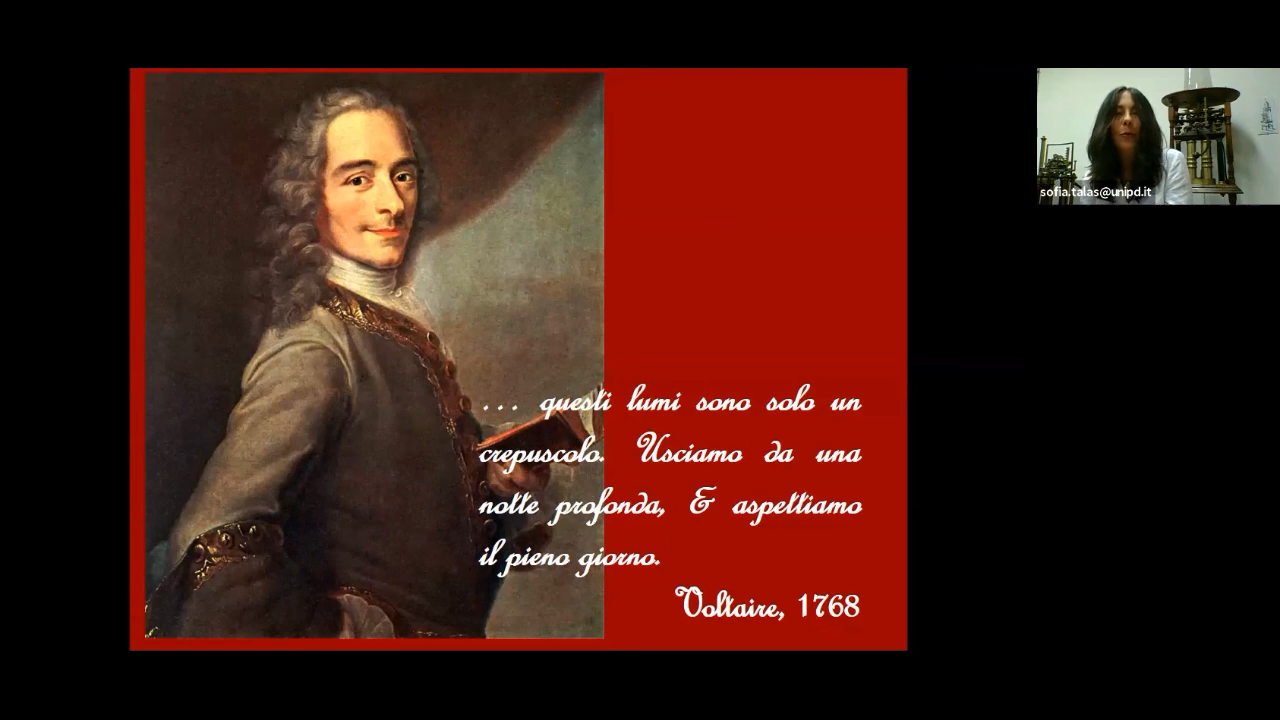 ... questi lumi sono solo un
crepuscolo. Usciamo da una
notte profonda, & aspettiamo
il pieno giorno.
Voltaire, 1768
sofia.talas@unipd.it